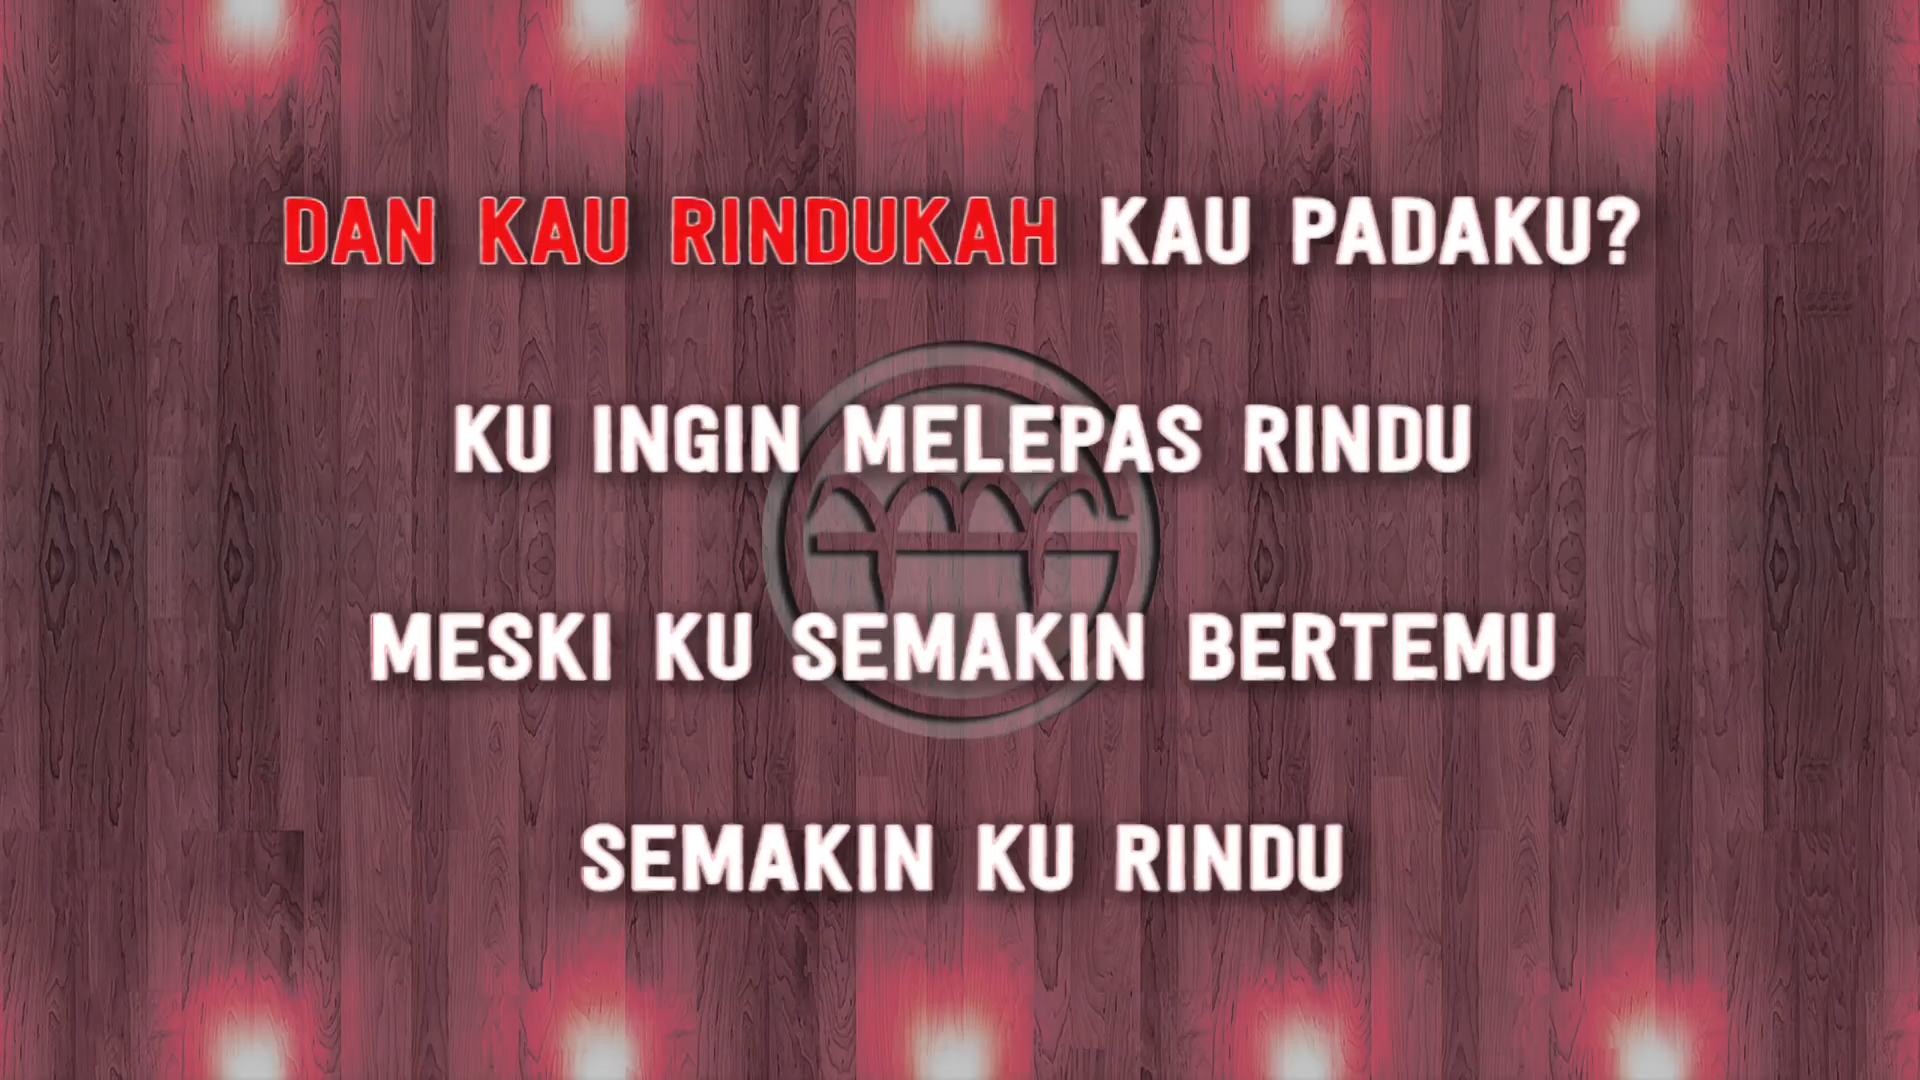 DAN KAU RINDUKAH KAU PADAKU?
KU INGIN MELEPAS RINDU
MESKI KU SEMAKIN BERTEMU
SEMAKIN KU RINDU